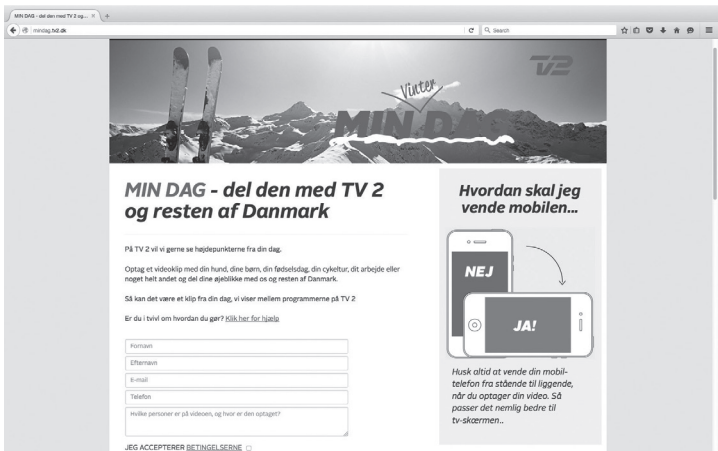 MIN DAG - del den med TV 2 og...
mindag.tv2.dk
Search
TV2
Vinter
MIN DAG
MIN DAG - del den med TV 2
og resten af Danmark
På TV 2 vil vi gerne se højdepunkterne fra din dag.
Optag et videoklip med din hund, dine børn, din fødselsdag, din cykeltur, dit arbejde eller
noget helt andet og del dine øjeblikke med os og resten af Danmark.
Så kan det være et klip fra din dag, vi viser mellem programmerne på TV 2
Er du i tvivl om hvordan du gør? Klik her for hjælp
Fornavn
Efternavn
E-mail
Telefon
Hvilke personer er på videoen, og hvor er den optaget?
JEG ACCEPTERER BETINGELSERNE
Hvordan skal jeg
vende mobilen...
NEJ
JA!
Husk altid at vende din mobil-
telefon fra stående til liggende,
når du optager din video. Så
passer det nemlig bedre til
tv-skærmen..